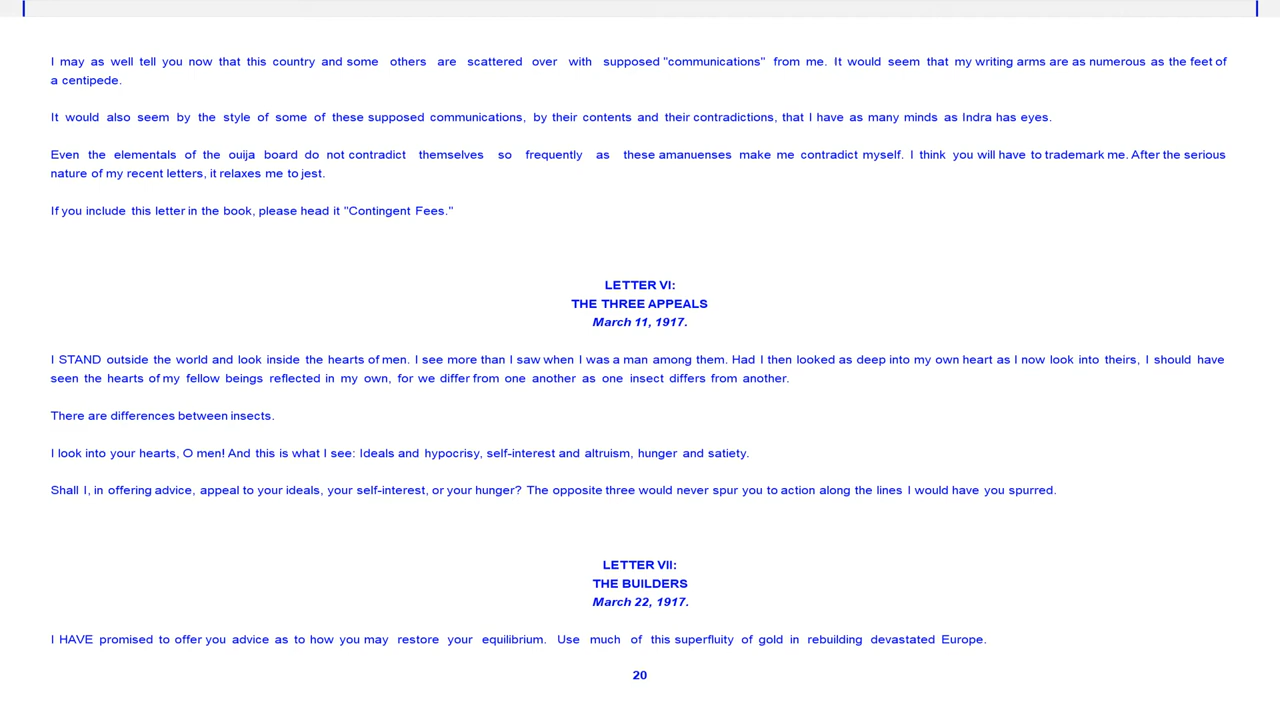 I may as well tell you now that this country and some others are scattered over with supposed "communications" from me. It would seem that my writing arms are as numerous as the feet of
a centipede.
It would also seem by the style of some of these supposed communications, by their contents and their contradictions, that I have as many minds as Indra has eyes.
Even the elementals of the ouija board do not contradict themselves so frequently as these amanuenses make me contradict myself. I think you will have to trademark me. After the serious
nature of my recent letters, it relaxes me to jest.
If you include this letter in the book, please head it "Contingent Fees."
LETTER VI:
THE THREE APPEALS
March 11, 1917.
I STAND outside the world and look inside the hearts of men. I see more than I saw when I was a man among them. Had I then looked as deep into my own heart as I now look into theirs, I should have
seen the hearts of my fellow beings reflected in my own, for we differ from one another as one insect differs from another.
There are differences between insects.
I look into your hearts, O men! And this is what I see: Ideals and hypocrisy, self-interest and altruism, hunger and satiety.
Shall I, in offering advice, appeal to your ideals, your self-interest, or your hunger? The opposite three would never spur you to action along the lines I would have you spurred.
LETTER VII:
THE BUILDERS
March 22, 1917.
I HAVE promised to offer you advice as to how you may restore your equilibrium. Use much of this superfluity of gold in rebuilding devastated Europe.
20